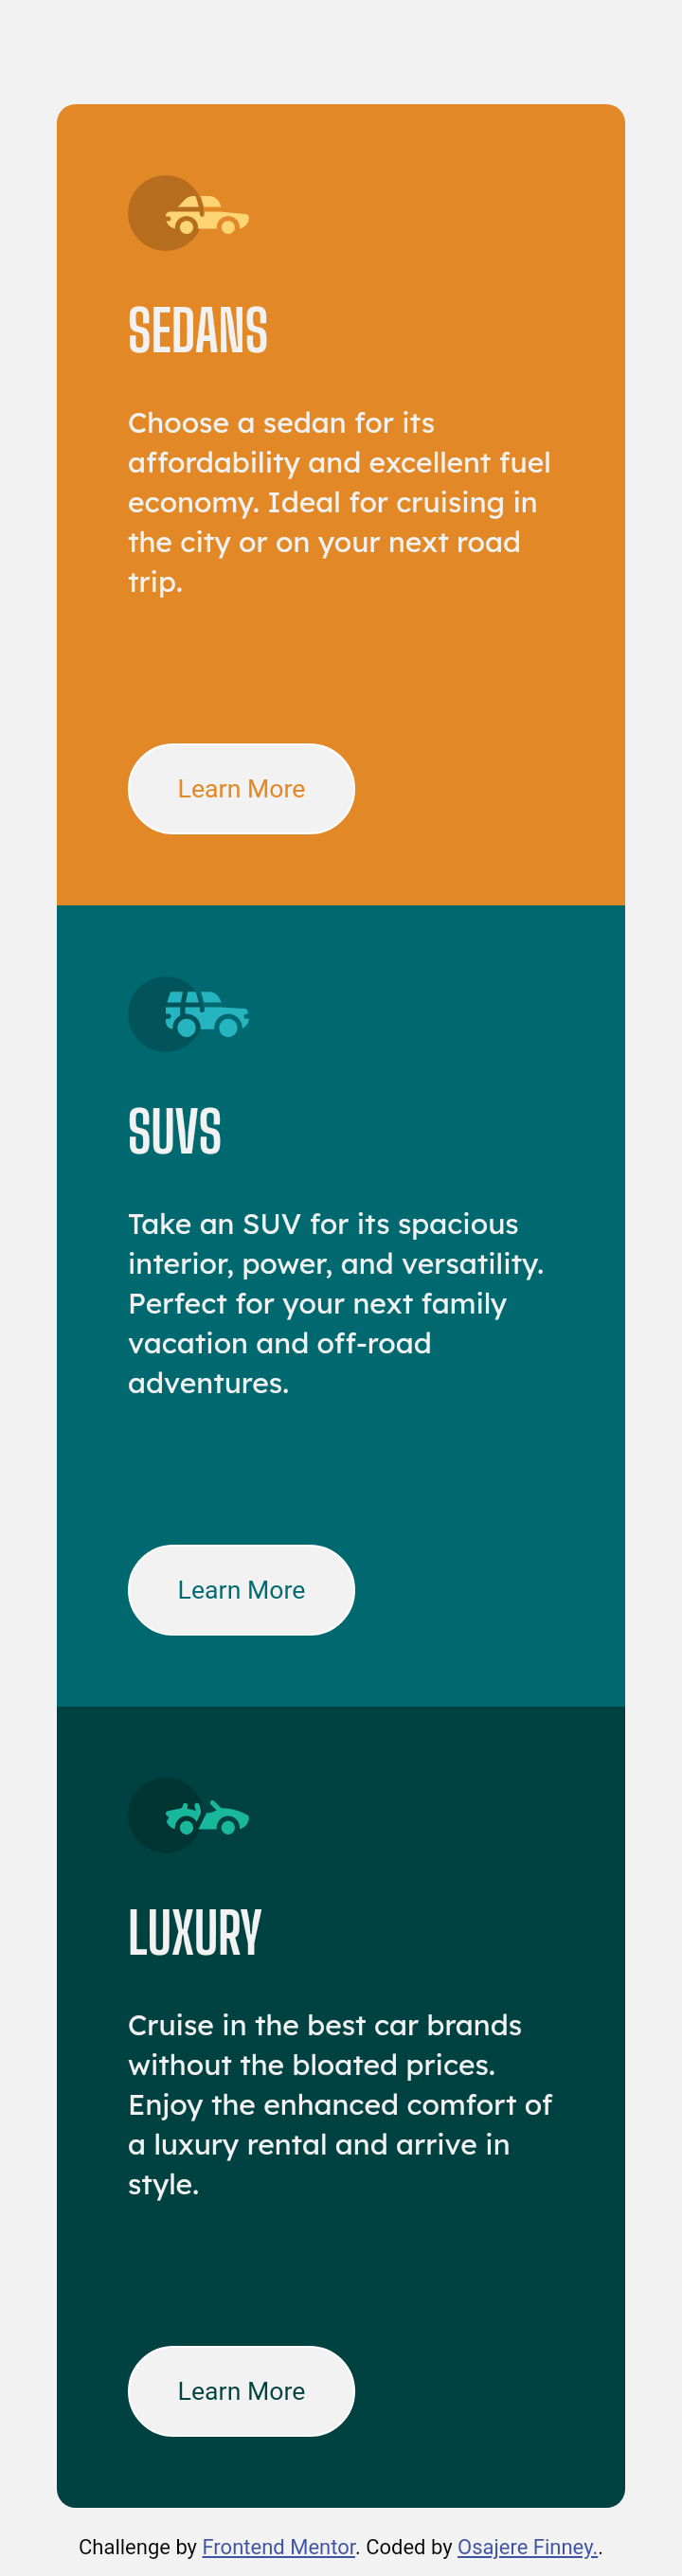 SEDANS
Choose a sedan for its
affordability and excellent fuel
economy. Ideal for cruising in
the city or on your next road
trip.
Learn More
SUVS
Take an SUV for its spacious
interior, power, and versatility.
Perfect for your next family
vacation and off-road
adventures.
Learn More
LUXURY
Cruise in the best car brands
without the bloated prices.
Enjoy the enhanced comfort of
a luxury rental and arrive in
style.
Learn More
Challenge by Frontend Mentor. Coded by Osajere Finney..